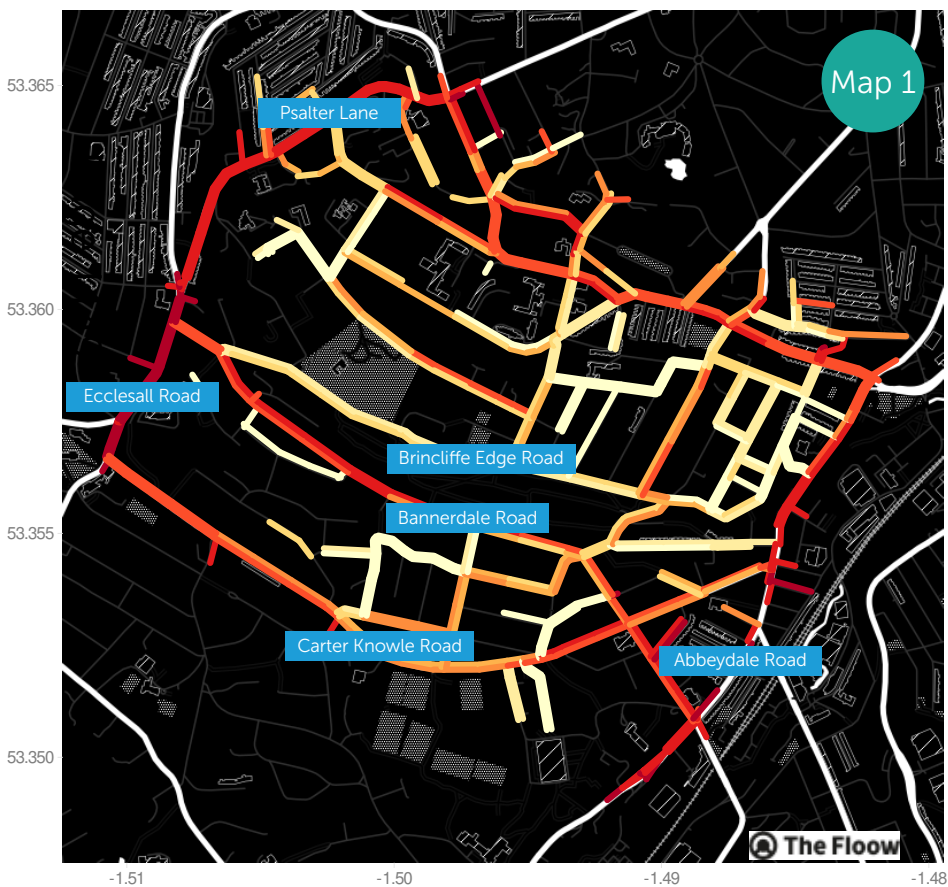 Map 1
53.365
Psalter Lane
53.360
Ecclesall Road
Brincliffe Edge Road
53.355
Bannerdale Road
Carter Knowle Road
Abbeydale Road
53.350
The Floow
-1.51
-1.50
-1.49
-1.48